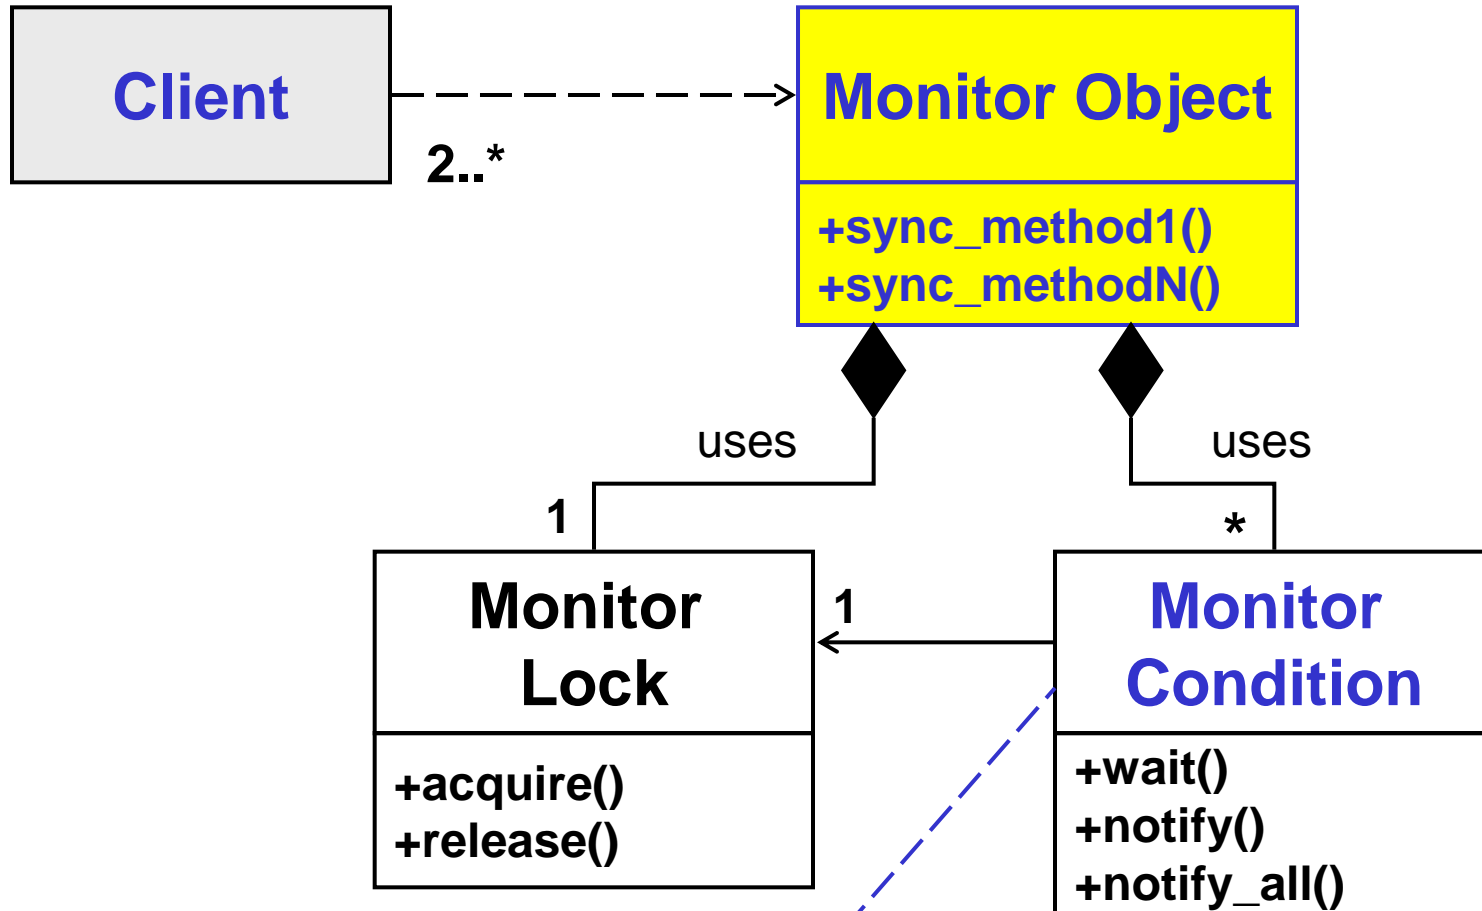 Client
2..*
Monitor Object
+sync_method1()
+sync_methodN()
uses
uses
1
*
Monitor
Lock
+acquire()
+release()
1
Monitor
Condition
+wait()
+notify()
+notify_all()